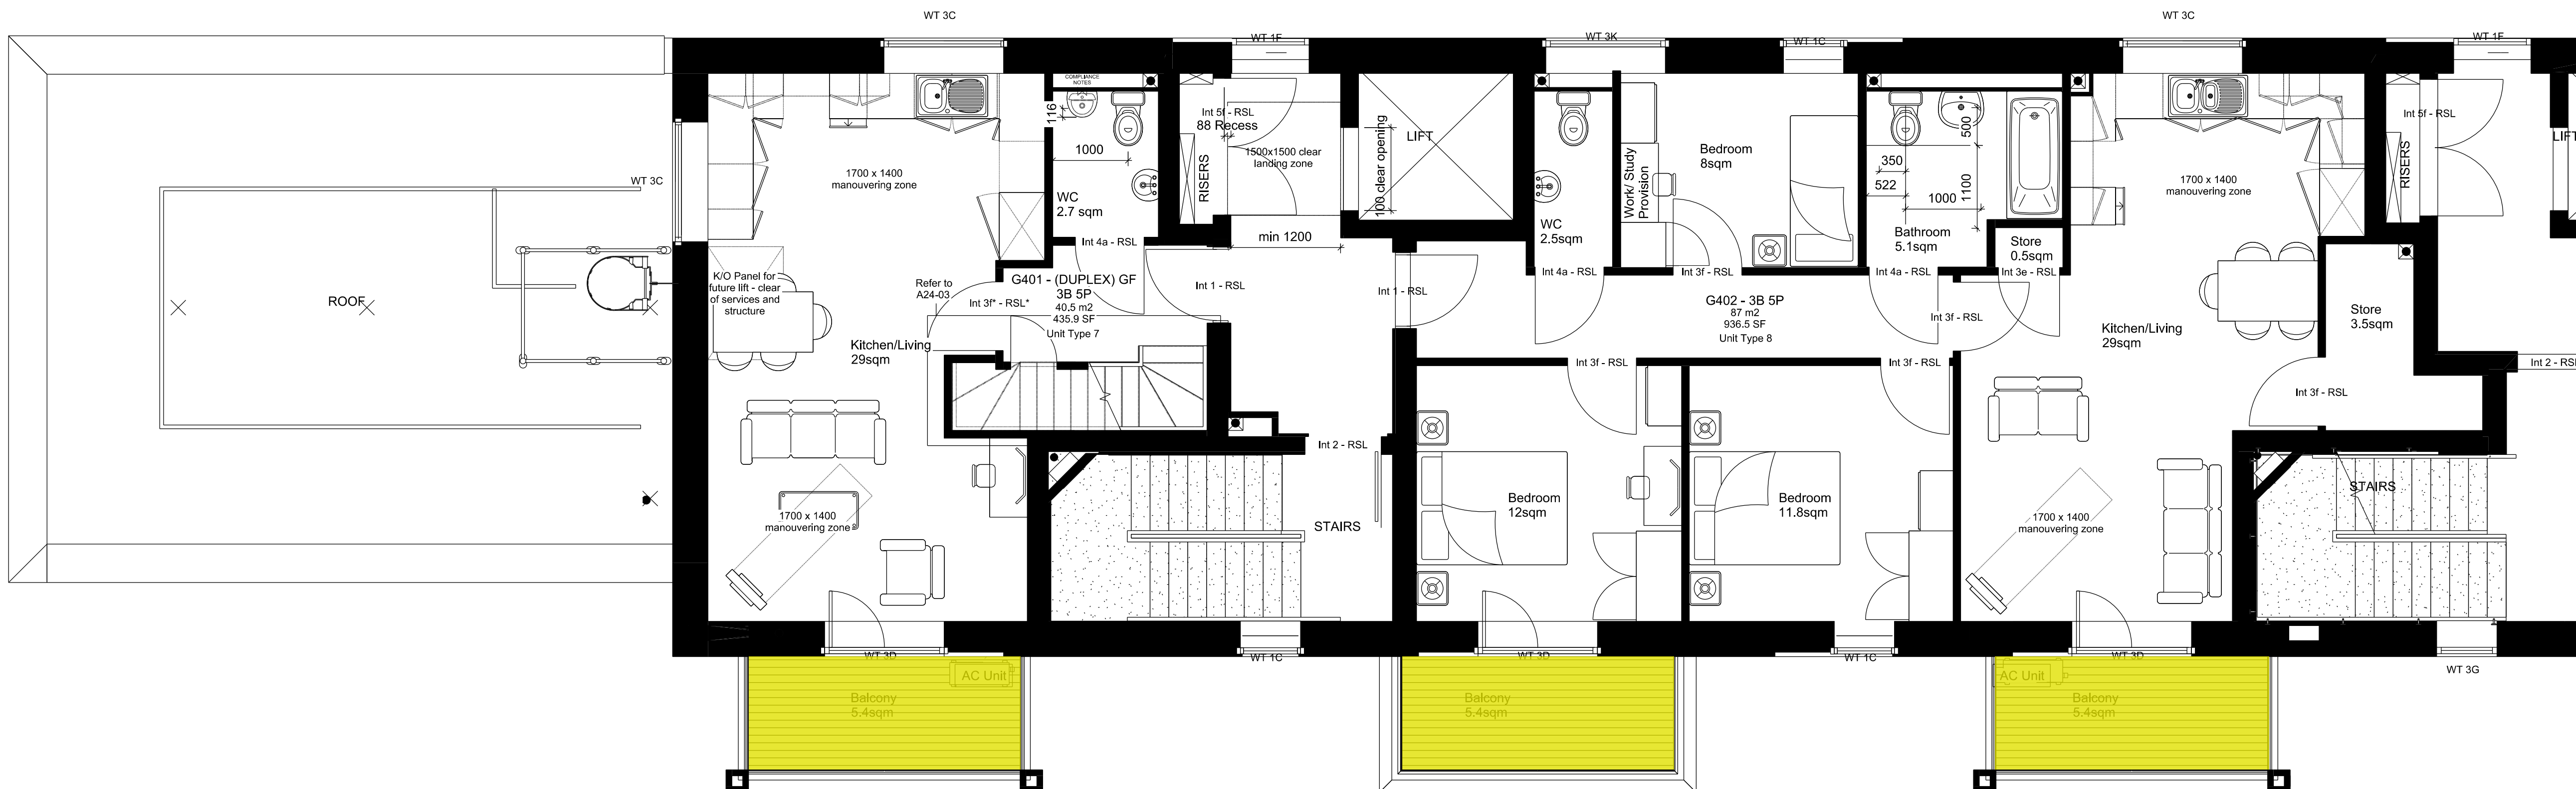 WT 3C
WT 3C
WT 1F
WT 3K
WT 1C
WT 1F
COMPLIANCE
NOTES
116
1000
WC
2.7 sqm
Int 4a - RSL
Int 5f - RSL
88 Recess
RISERS
1500x1500 clear
landing zone
100 clear opening
LIFT
min 1200
WC
2.5sqm
Int 4a - RSL
Work/ Study
Provision
Bedroom
8sqm
Int 3f - RSL
350
522
500
1000
1100
Bathroom
5.1sqm
Int 4a - RSL
Store
0.5sqm
Int 3e - RSL
1700 x 1400
manouvering zone
Int 5f - RSL
RISERS
LIFT
WT 3C
1700 x 1400
manouvering zone
ROOF
K/O Panel for
future lift - clear
of services and
structure
Refer to
A24-03
Int 3f* - RSL*
G401 - (DUPLEX) GF
3B 5P
40.5 m2
435.9 SF
Unit Type 7
Int 1 - RSL
Int 1 - RSL
G402 - 3B 5P
87 m2
936.5 SF
Unit Type 8
Int 3f - RSL
Kitchen/Living
29sqm
Kitchen/Living
29sqm
Store
3.5sqm
Int 3f - RSL
Int 3f - RSL
Int 3f - RSL
Int 2 - RSL
Int 2 - RSL
1700 x 1400
manouvering zone
STAIRS
Bedroom
12sqm
Bedroom
11.8sqm
1700 x 1400
manouvering zone
STAIRS
WT 3D
WT 1C
WT 3D
WT 1C
WT 3D
WT 3G
AC Unit
Balcony
5.4sqm
Balcony
5.4sqm
AC Unit
Balcony
5.4sqm